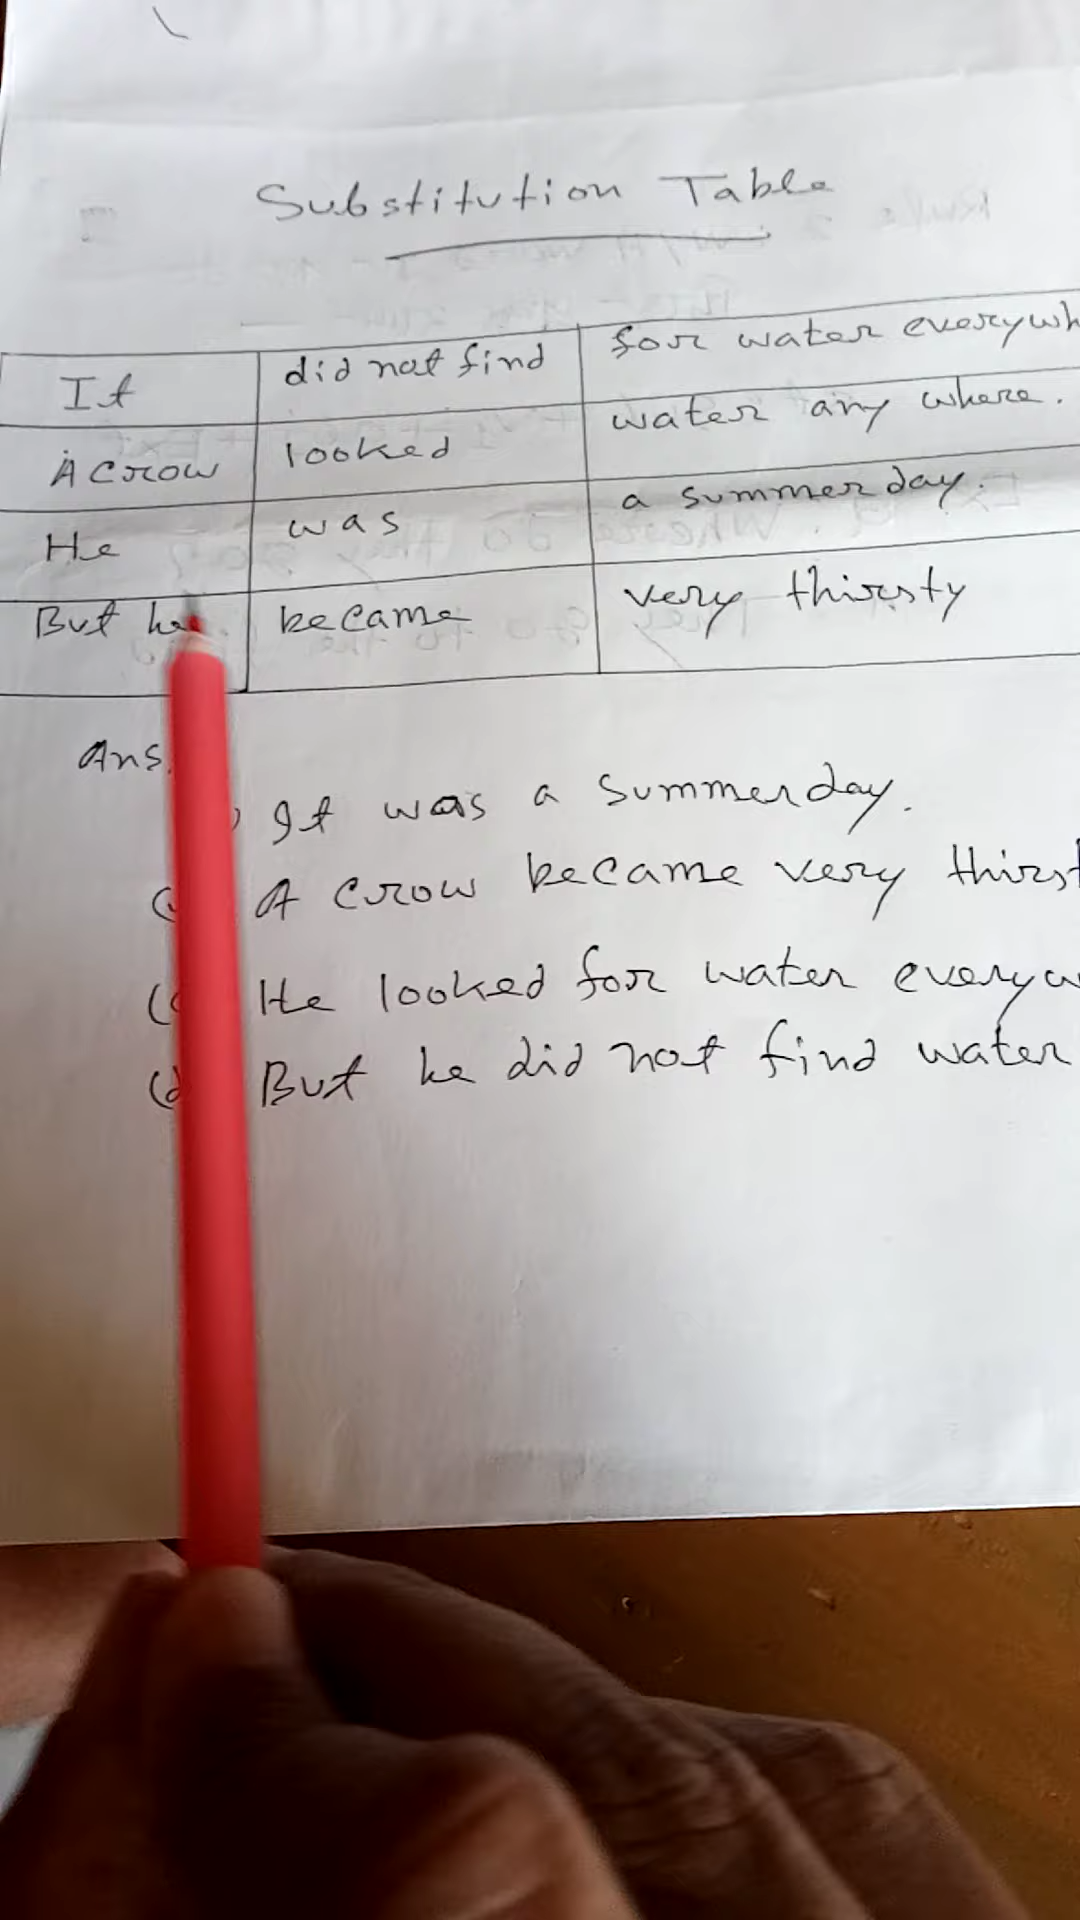 Substitution Table
It did not find for water everywh
A crow looked water any where.
He was a summer day.
But he became very thirsty
Ans.
) It was a summer day.
( A crow became very thirst
(c He looked for water everyw
(d But he did not find water